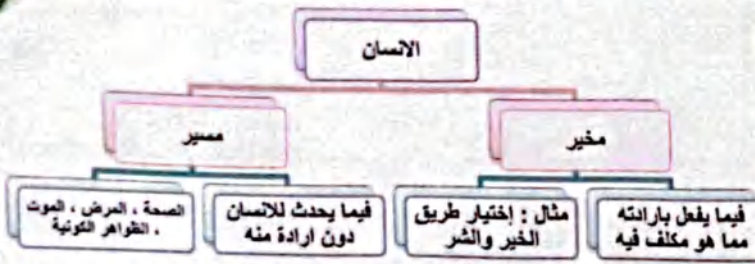 الانسان
مخير
مسير
فيما يفعل بارادته
مما هو مكلف فيه
مثال : إختيار طريق
الخير والشر
فيما يحدث للانسان
دون ارادة منه
الصحة ، المرض ، الموت
، الظواهر الكونية